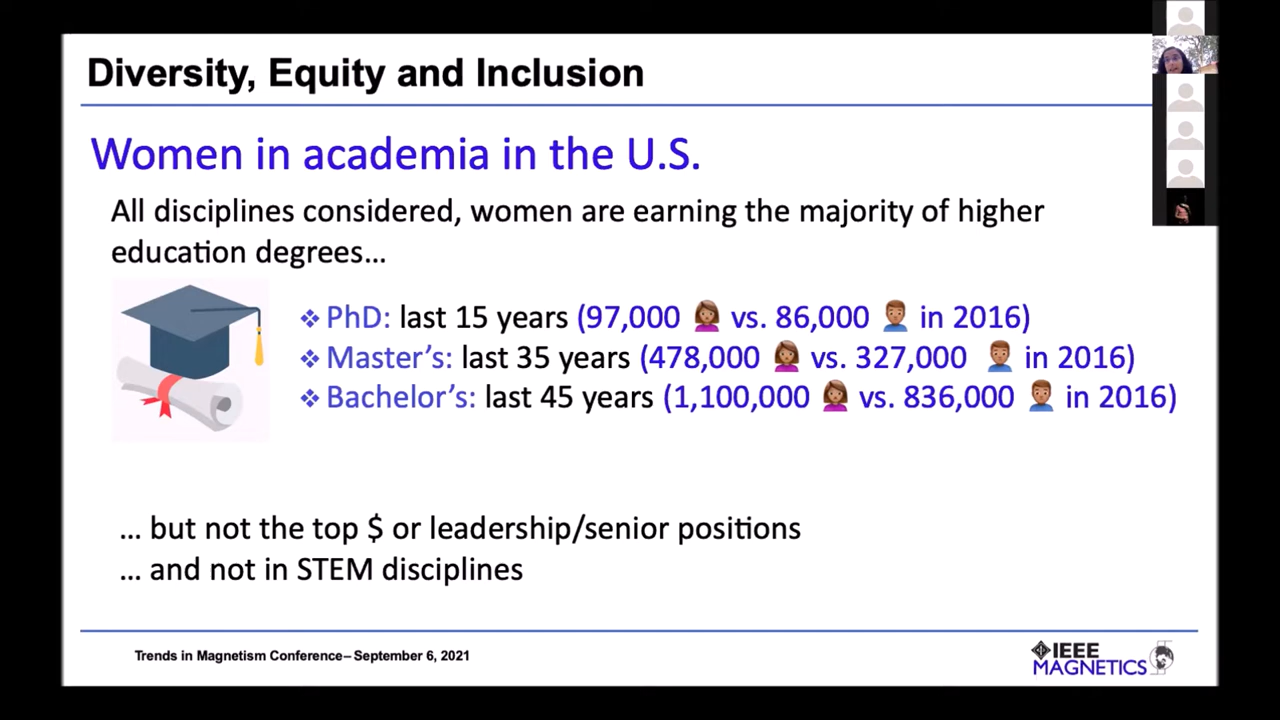 Diversity, Equity and Inclusion
Women in academia in the U.S.
All disciplines considered, women are earning the majority of higher
education degrees…
❖ PhD: last 15 years (97,000 🙍🏽‍♀️ vs. 86,000 🙍🏽‍♂️ in 2016)
❖ Master’s: last 35 years (478,000 🙍🏽‍♀️ vs. 327,000 🙍🏽‍♂️ in 2016)
❖ Bachelor’s: last 45 years (1,100,000 🙍🏽‍♀️ vs. 836,000 🙍🏽‍♂️ in 2016)
… but not the top $ or leadership/senior positions
… and not in STEM disciplines
Trends in Magnetism Conference– September 6, 2021
IEEE
MAGNETICS